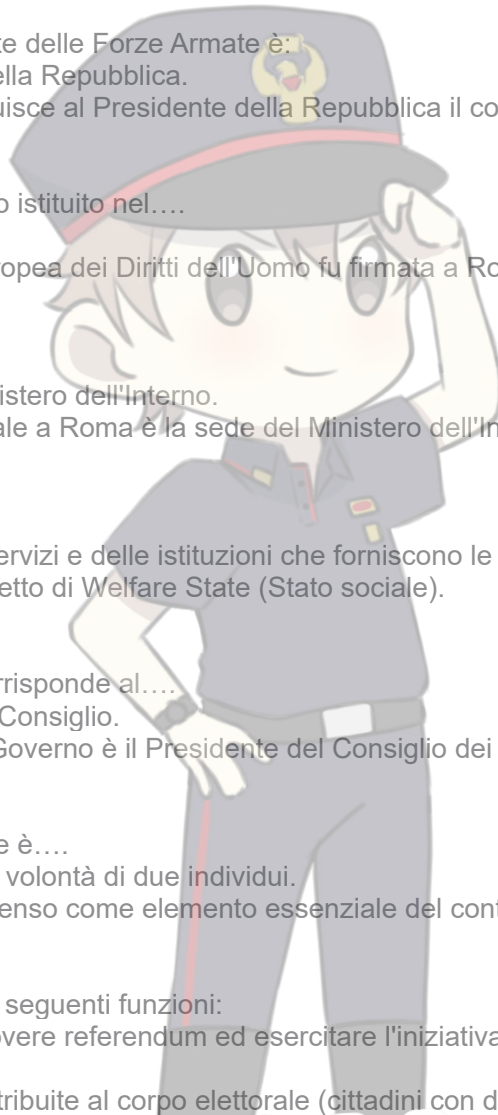 te delle Forze Armate è:
ella Repubblica.
uisce al Presidente della Repubblica il co
o istituito nel….
ropea dei Diritti dell'Uomo fu firmata a Ro
istero dell'Interno.
ale a Roma è la sede del Ministero dell'In
ervizi e delle istituzioni che forniscono le
etto di Welfare State (Stato sociale).
rrisponde al….
Consiglio.
Governo è il Presidente del Consiglio dei
e è….
volontà di due individui.
enso come elemento essenziale del cont
seguenti funzioni:
overe referendum ed esercitare l'iniziativa
tribuite al corpo elettorale (cittadini con d